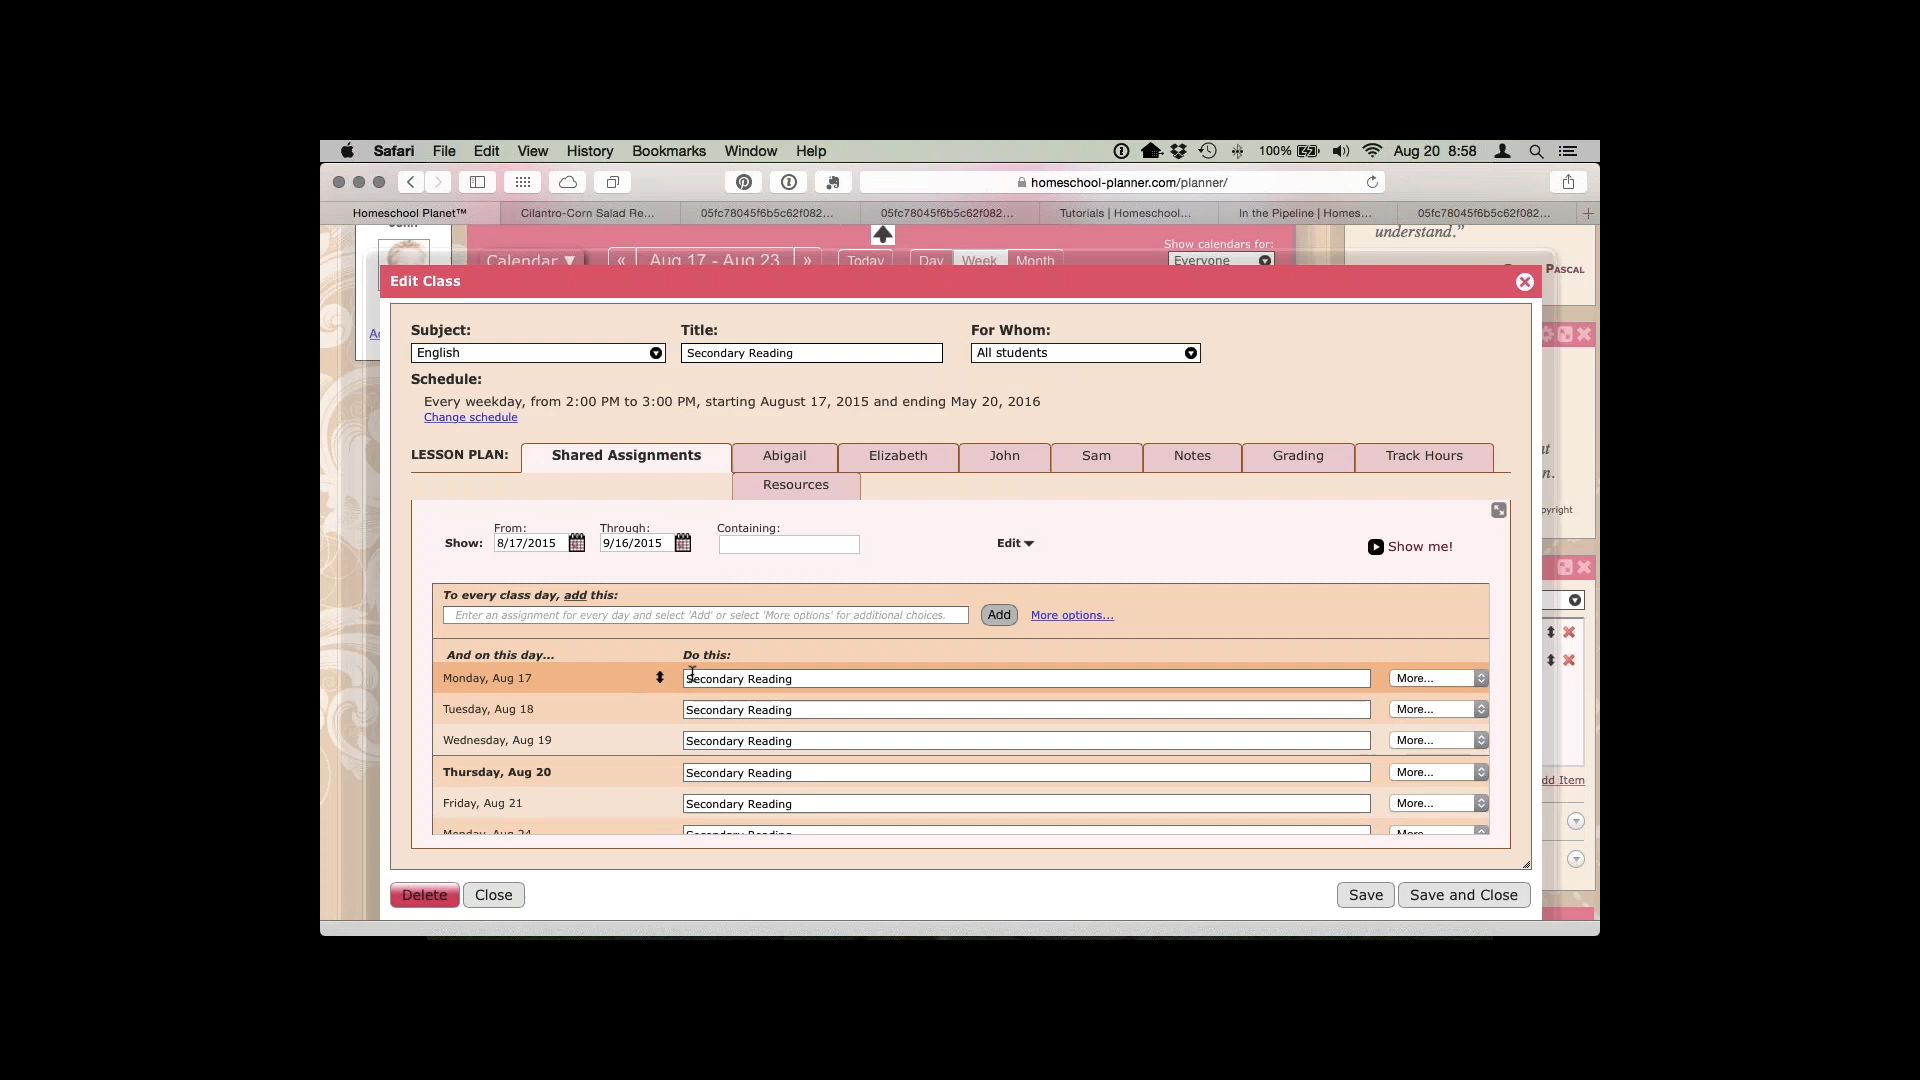 Safari File Edit View History Bookmarks Window Help 100% Aug 20 8:58
homeschool-planner.com/planner/
Homeschool Planet™ Cilantro-Corn Salad Re... 05fc78045f6b5c62f082... 05fc78045f6b5c62f082... Tutorials | Homeschool... In the Pipeline | Homes... 05fc78045f6b5c62f082...
understand.”
Show calendars for:
Calendar ▼ « Aug 17 - Aug 23 » Today Day Week Month Everyone
Pascal
Edit Class
Subject: Title: For Whom:
English Secondary Reading All students
Schedule:
Every weekday, from 2:00 PM to 3:00 PM, starting August 17, 2015 and ending May 20, 2016
Change schedule
LESSON PLAN: Shared Assignments Abigail Elizabeth John Sam Notes Grading Track Hours
Resources
From: Through: Containing:
Show: 8/17/2015 9/16/2015 Edit Show me!
To every class day, add this:
Enter an assignment for every day and select 'Add' or select 'More options' for additional choices. Add More options...
And on this day... Do this:
Monday, Aug 17 Secondary Reading More...
Tuesday, Aug 18 Secondary Reading More...
Wednesday, Aug 19 Secondary Reading More...
Thursday, Aug 20 Secondary Reading More...
Friday, Aug 21 Secondary Reading More...
Monday, Aug 24 Secondary Reading More...
dd Item
Delete Close Save Save and Close